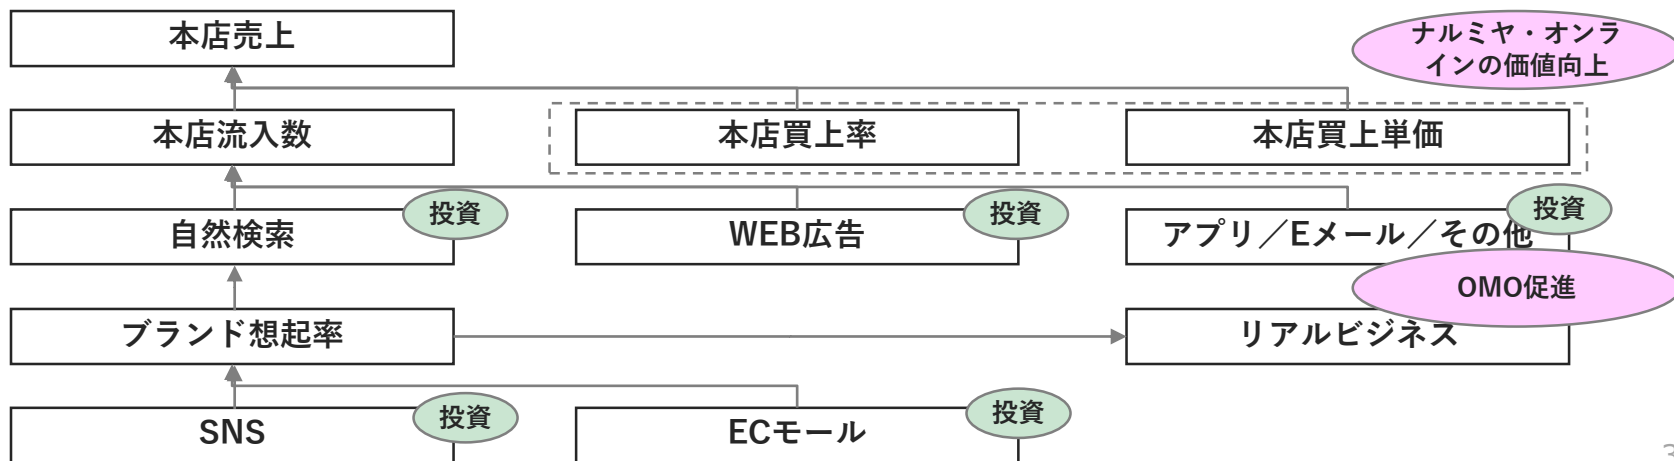 本店売上
ナルミヤ・オンラ
インの価値向上
本店流入数
本店買上率
本店買上単価
投資
投資
投資
自然検索
WEB広告
アプリ／Eメール／その他
OMO促進
ブランド想起率
リアルビジネス
投資
投資
SNS
ECモール